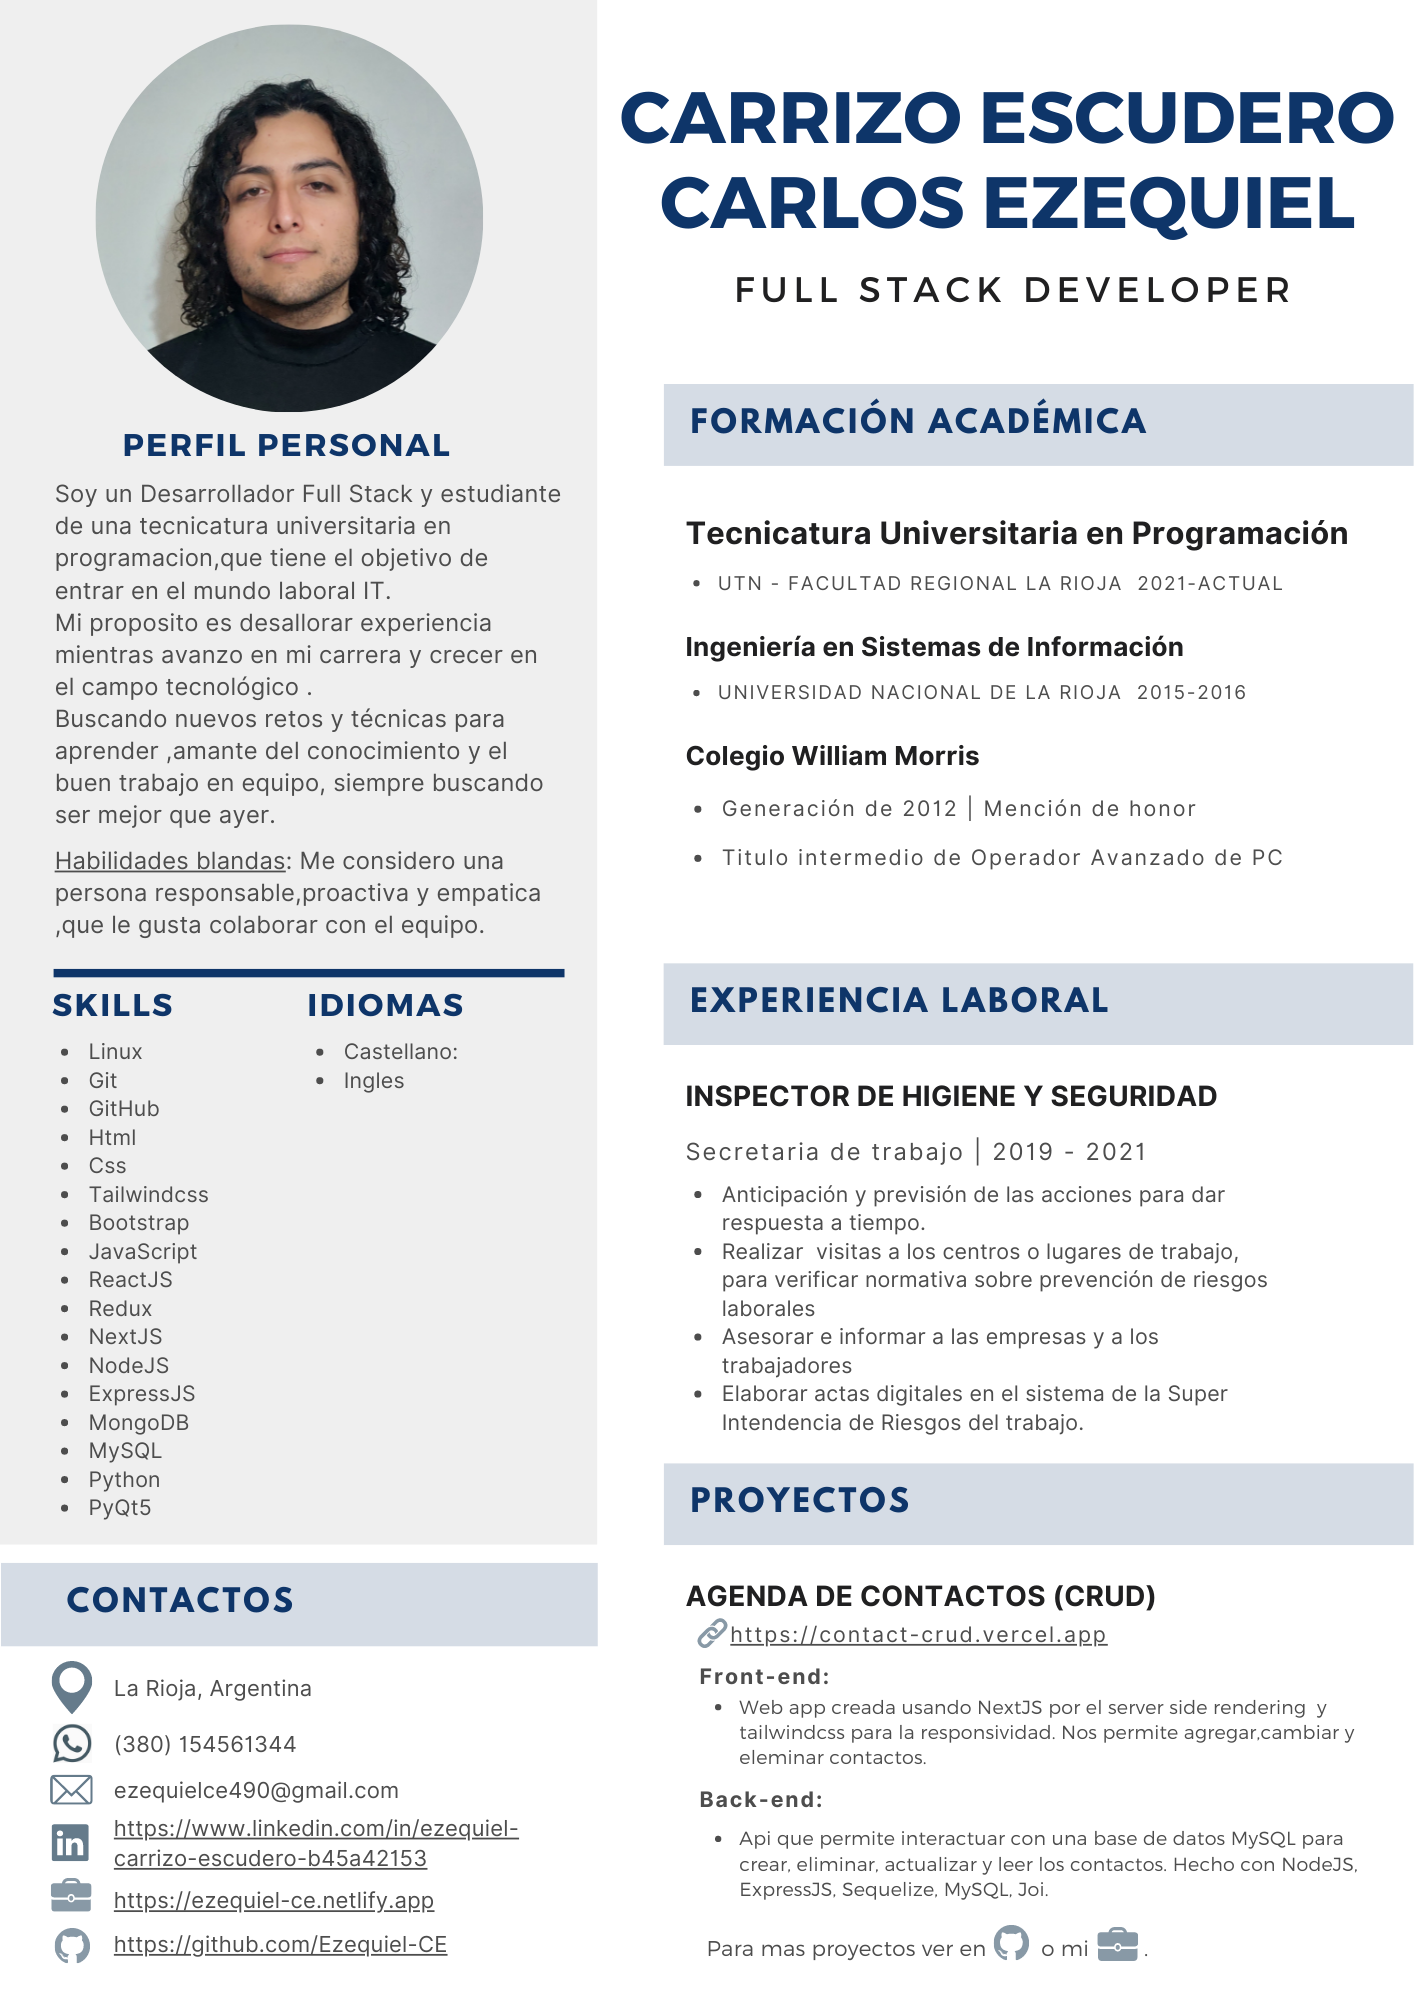 CARRIZO ESCUDERO
CARLOS EZEQUIEL
FULL STACK DEVELOPER
PERFIL PERSONAL
Soy un Desarrollador Full Stack y estudiante
de una tecnicatura universitaria en
programacion,que tiene el objetivo de
entrar en el mundo laboral IT.
Mi proposito es desallorar experiencia
mientras avanzo en mi carrera y crecer en
el campo tecnológico .
Buscando nuevos retos y técnicas para
aprender ,amante del conocimiento y el
buen trabajo en equipo, siempre buscando
ser mejor que ayer.
Habilidades blandas: Me considero una
persona responsable,proactiva y empatica
,que le gusta colaborar con el equipo.
SKILLS
• Linux
• Git
• GitHub
• Html
• Css
• Tailwindcss
• Bootstrap
• JavaScript
• ReactJS
• Redux
• NextJS
• NodeJS
• ExpressJS
• MongoDB
• MySQL
• Python
• PyQt5
IDIOMAS
• Castellano:
• Ingles
CONTACTOS
La Rioja, Argentina
(380) 154561344
ezequielce490@gmail.com
https://www.linkedin.com/in/ezequiel-
carrizo-escudero-b45a42153
https://ezequiel-ce.netlify.app
https://github.com/Ezequiel-CE
FORMACIÓN ACADÉMICA
Tecnicatura Universitaria en Programación
• UTN - FACULTAD REGIONAL LA RIOJA 2021-ACTUAL
Ingeniería en Sistemas de Información
• UNIVERSIDAD NACIONAL DE LA RIOJA 2015-2016
Colegio William Morris
• Generación de 2012 | Mención de honor
• Titulo intermedio de Operador Avanzado de PC
EXPERIENCIA LABORAL
INSPECTOR DE HIGIENE Y SEGURIDAD
Secretaria de trabajo | 2019 - 2021
• Anticipación y previsión de las acciones para dar
respuesta a tiempo.
• Realizar visitas a los centros o lugares de trabajo,
para verificar normativa sobre prevención de riesgos
laborales
• Asesorar e informar a las empresas y a los
trabajadores
• Elaborar actas digitales en el sistema de la Super
Intendencia de Riesgos del trabajo.
PROYECTOS
AGENDA DE CONTACTOS (CRUD)
https://contact-crud.vercel.app
Front-end:
• Web app creada usando NextJS por el server side rendering y
tailwindcss para la responsividad. Nos permite agregar,cambiar y
eleminar contactos.
Back-end:
• Api que permite interactuar con una base de datos MySQL para
crear, eliminar, actualizar y leer los contactos. Hecho con NodeJS,
ExpressJS, Sequelize, MySQL, Joi.
Para mas proyectos ver en o mi .